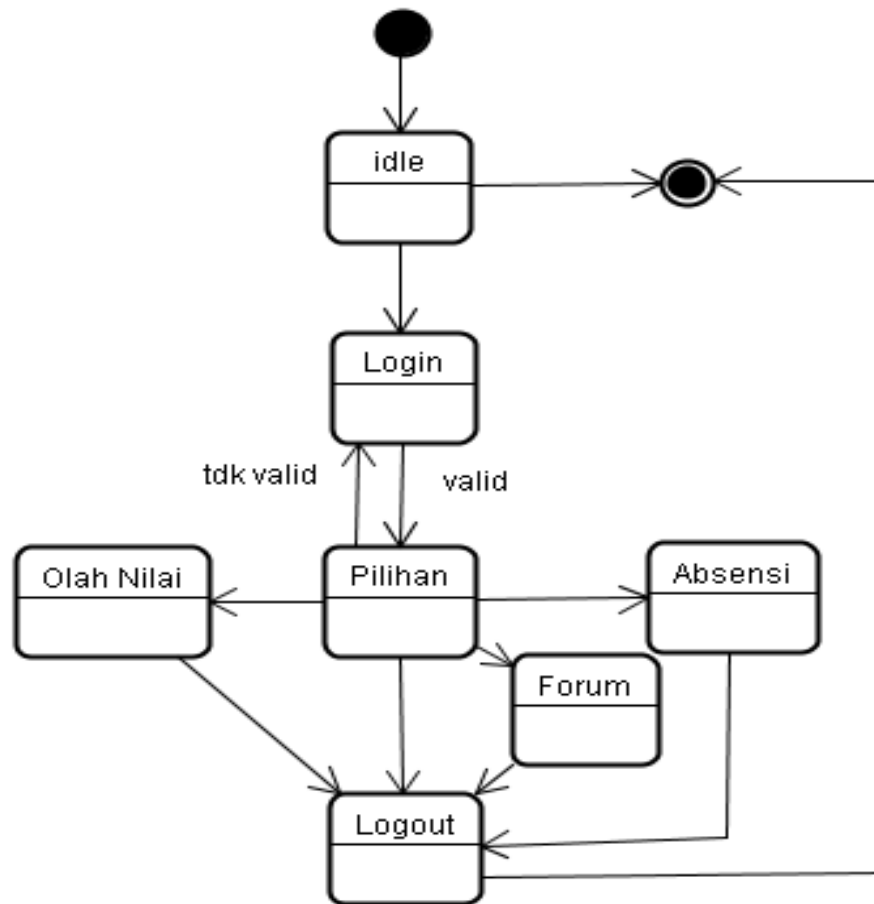 idle
Login
tdk valid
valid
Olah Nilai
Pilihan
Absensi
Forum
Logout